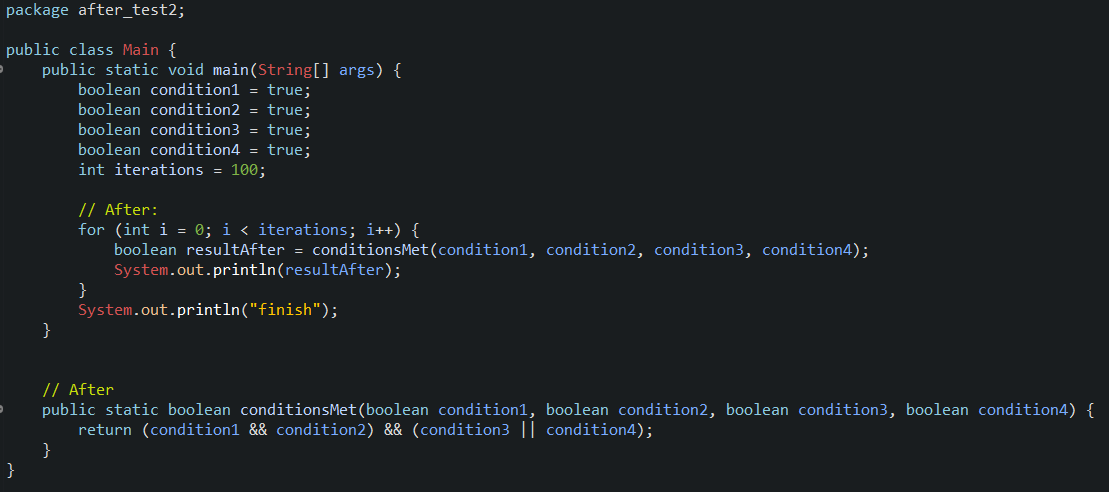 package after_test2;
public class Main {
public static void main(String[] args) {
boolean condition1 = true;
boolean condition2 = true;
boolean condition3 = true;
boolean condition4 = true;
int iterations = 100;
// After:
for (int i = 0; i < iterations; i++) {
boolean resultAfter = conditionsMet(condition1, condition2, condition3, condition4);
System.out.println(resultAfter);
}
System.out.println("finish");
}
// After
public static boolean conditionsMet(boolean condition1, boolean condition2, boolean condition3, boolean condition4) {
return (condition1 && condition2) && (condition3 || condition4);
}
}